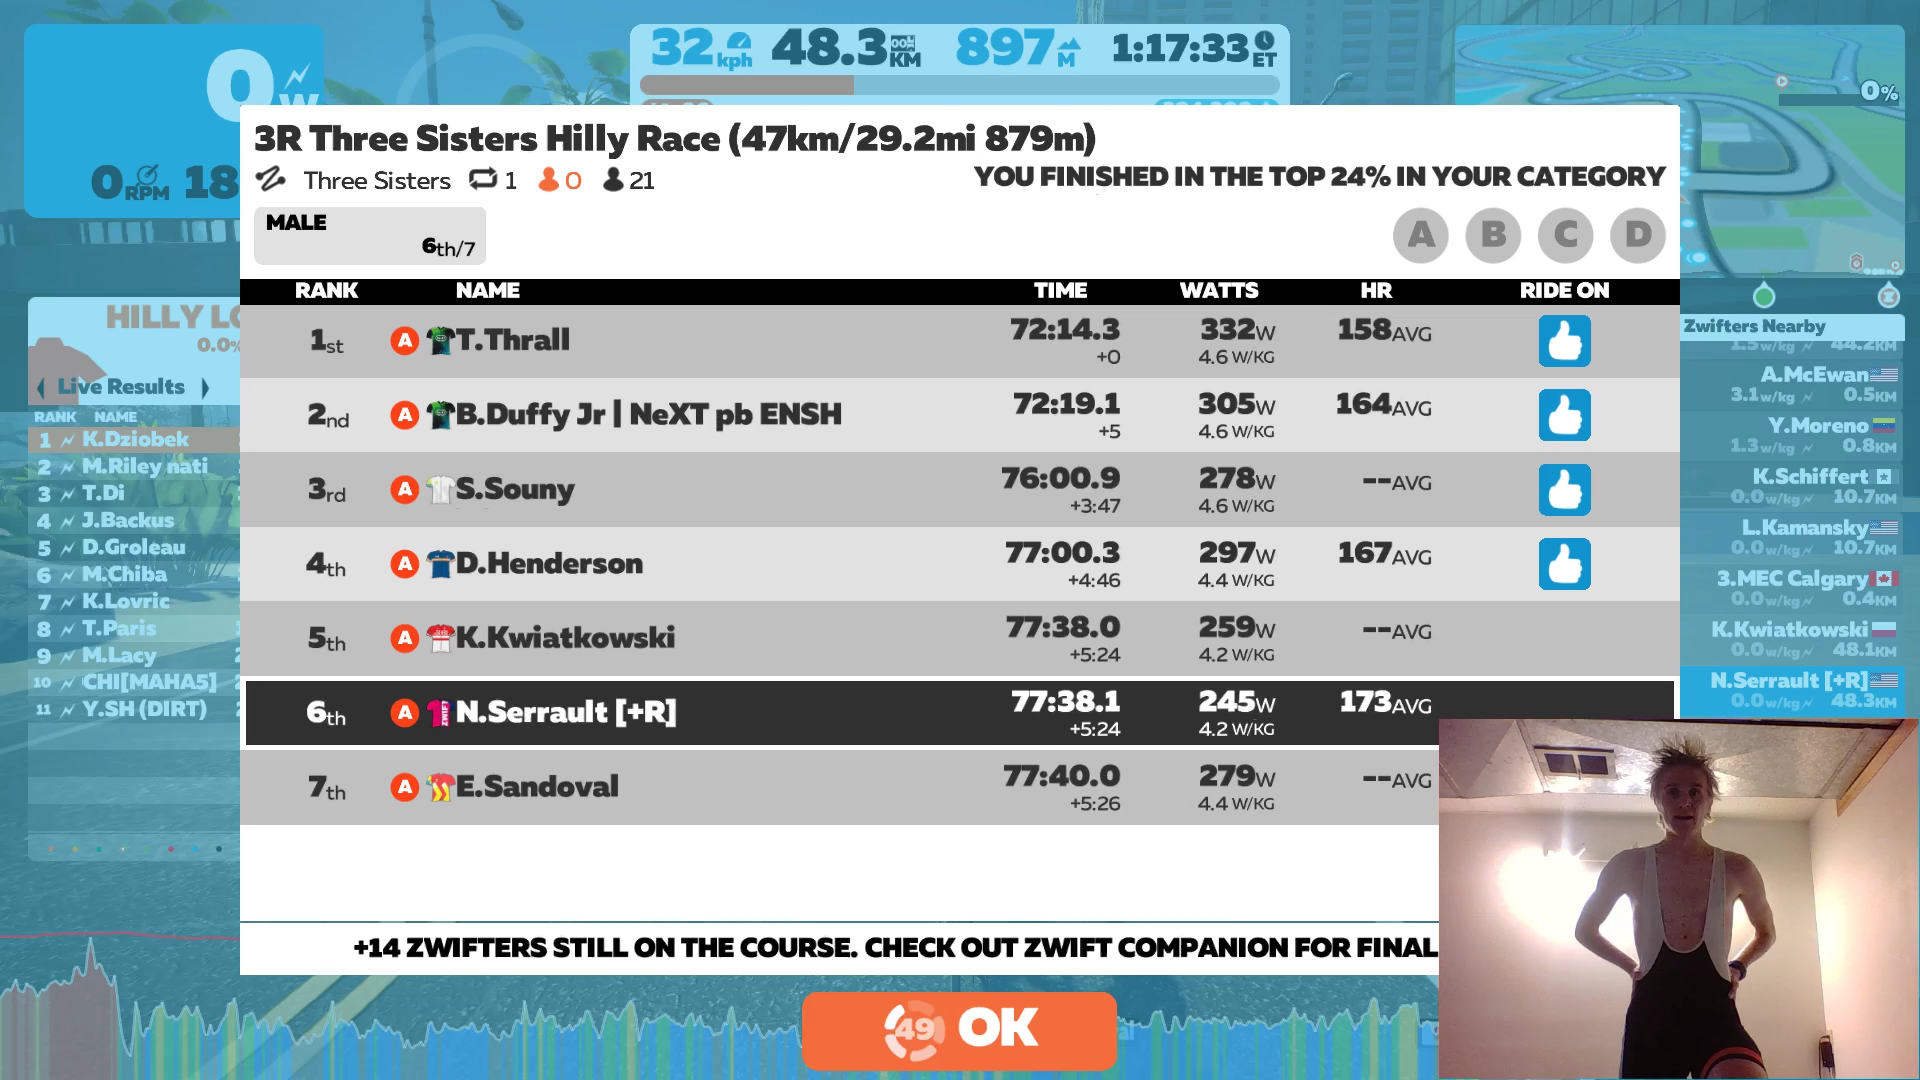 32 kph 48.3 KM 897 M 1:17:33 ET
0 W
0 RPM 18
0%
3R Three Sisters Hilly Race (47km/29.2mi 879m)
Three Sisters 1 0 21
YOU FINISHED IN THE TOP 24% IN YOUR CATEGORY
MALE
6th/7
A B C D
RANK NAME TIME WATTS HR RIDE ON
1st A T.Thrall 72:14.3 332W 158AVG
+0 4.6 W/KG
2nd A B.Duffy Jr | NeXT pb ENSH 72:19.1 305W 164AVG
+5 4.6 W/KG
3rd A S.Souny 76:00.9 278W --AVG
+3:47 4.6 W/KG
4th A D.Henderson 77:00.3 297W 167AVG
+4:46 4.4 W/KG
5th A K.Kwiatkowski 77:38.0 259W --AVG
+5:24 4.2 W/KG
6th A N.Serrault [+R] 77:38.1 245W 173AVG
+5:24 4.2 W/KG
7th A E.Sandoval 77:40.0 279W --AVG
+5:26 4.4 W/KG
+14 ZWIFTERS STILL ON THE COURSE. CHECK OUT ZWIFT COMPANION FOR FINAL
49 OK
HILLY LO
0.0%
Live Results
RANK NAME
1 K.Dziobek
2 M.Riley nati
3 T.Di
4 J.Backus
5 D.Groleau
6 M.Chiba
7 K.Lovric
8 T.Paris
9 M.Lacy
10 CHI[MAHA5]
11 Y.SH (DIRT)
Zwifters Nearby
1.5w/kg 44.2KM
A.McEwan
3.1w/kg 0.5KM
Y.Moreno
1.3w/kg 0.8KM
K.Schiffert
0.0w/kg 10.7KM
L.Kamansky
0.0w/kg 10.7KM
3.MEC Calgary
0.0w/kg 0.4KM
K.Kwiatkowski
0.0w/kg 48.1KM
N.Serrault [+R]
0.0w/kg 48.3KM